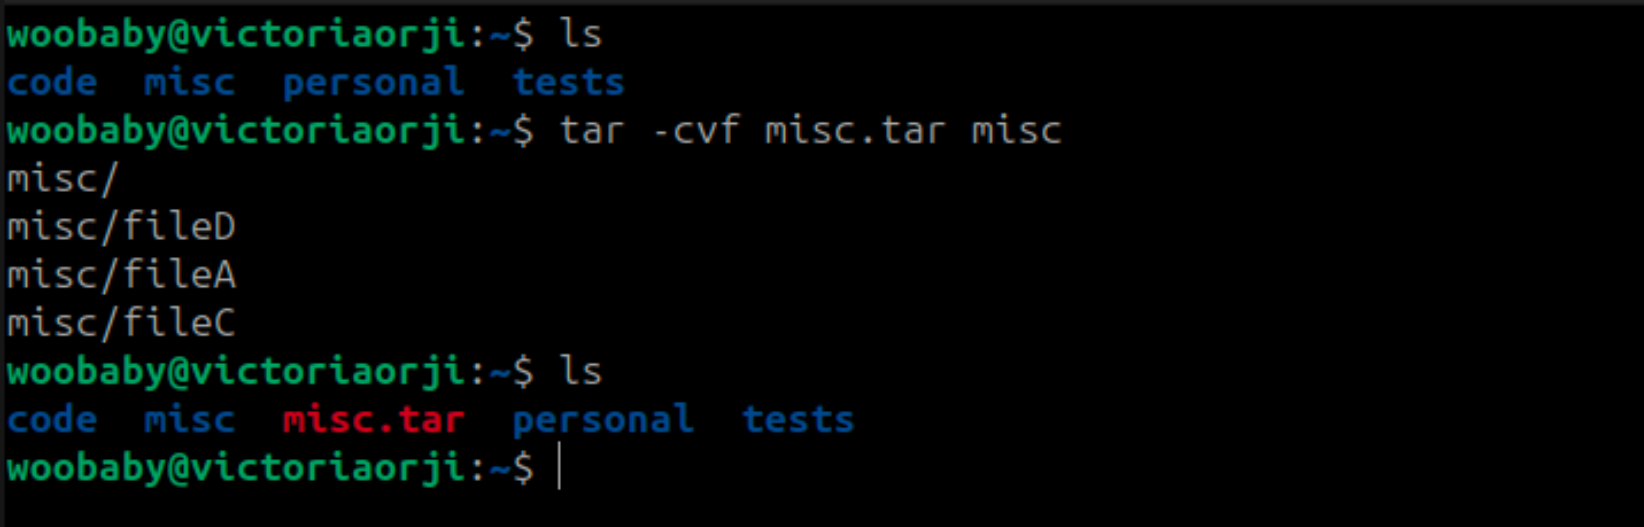 woobaby@victoriaorji:~$ ls
code  misc  personal  tests
woobaby@victoriaorji:~$ tar -cvf misc.tar misc
misc/
misc/fileD
misc/fileA
misc/fileC
woobaby@victoriaorji:~$ ls
code  misc  misc.tar  personal  tests
woobaby@victoriaorji:~$